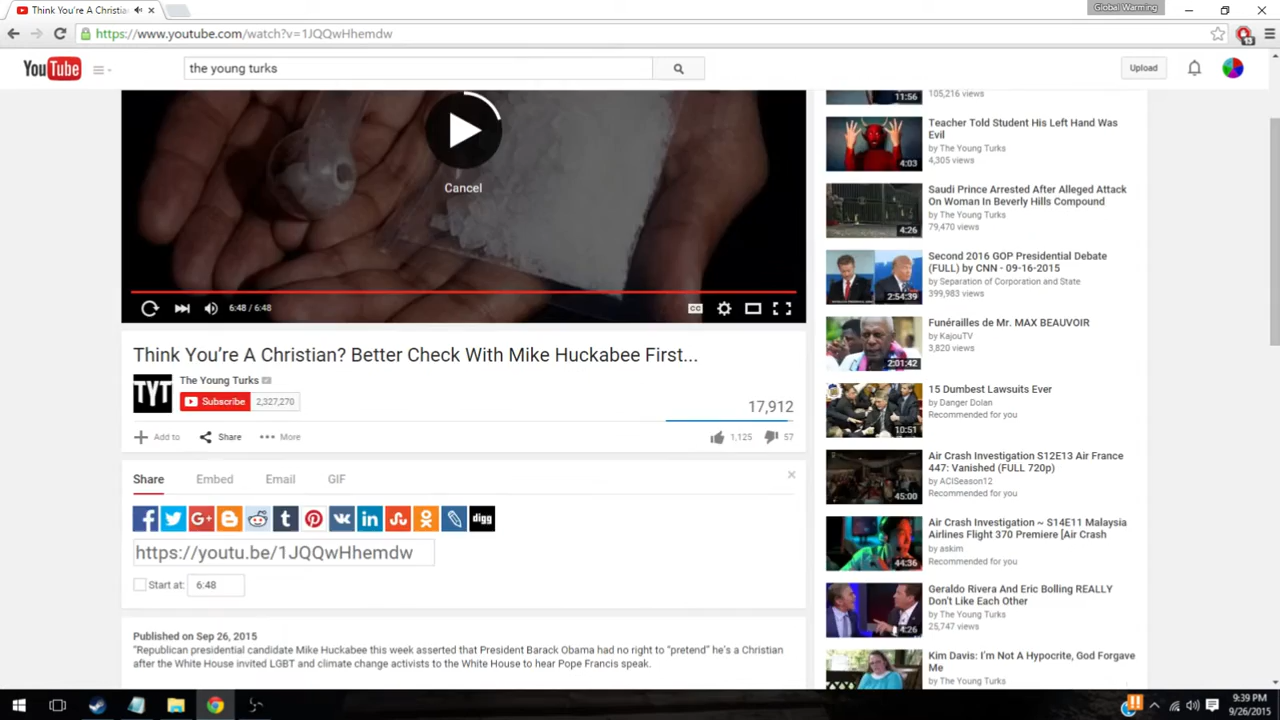 Think You're A Christia
Global Warming
https://www.youtube.com/watch?v=1JQQwHhemdw
13
YouTube
the young turks
Upload
Cancel
6:48 / 6:48
CC
Think You're A Christian? Better Check With Mike Huckabee First...
TYT
The Young Turks
Subscribe 2,327,270
17,912
Add to Share More 1,125 57
Share Embed Email GIF
digg
https://youtu.be/1JQQwHhemdw
Start at: 6:48
Published on Sep 26, 2015
"Republican presidential candidate Mike Huckabee this week asserted that President Barack Obama had no right to "pretend" he's a Christian
after the White House invited LGBT and climate change activists to the White House to hear Pope Francis speak.
11:56
105,216 views
Teacher Told Student His Left Hand Was
Evil
by The Young Turks
4,305 views
4:03
Saudi Prince Arrested After Alleged Attack
On Woman In Beverly Hills Compound
by The Young Turks
79,470 views
4:26
Second 2016 GOP Presidential Debate
(FULL) by CNN - 09-16-2015
by Separation of Corporation and State
399,983 views
2:54:39
Funérailles de Mr. MAX BEAUVOIR
by KajouTV
3,820 views
2:01:42
15 Dumbest Lawsuits Ever
by Danger Dolan
Recommended for you
10:51
Air Crash Investigation S12E13 Air France
447: Vanished (FULL 720p)
by ACISeason12
Recommended for you
45:00
Air Crash Investigation ~ S14E11 Malaysia
Airlines Flight 370 Premiere [Air Crash
by askim
Recommended for you
44:36
Geraldo Rivera And Eric Bolling REALLY
Don't Like Each Other
by The Young Turks
25,747 views
4:26
Kim Davis: I'm Not A Hypocrite, God Forgave
Me
by The Young Turks
9:39 PM
9/26/2015